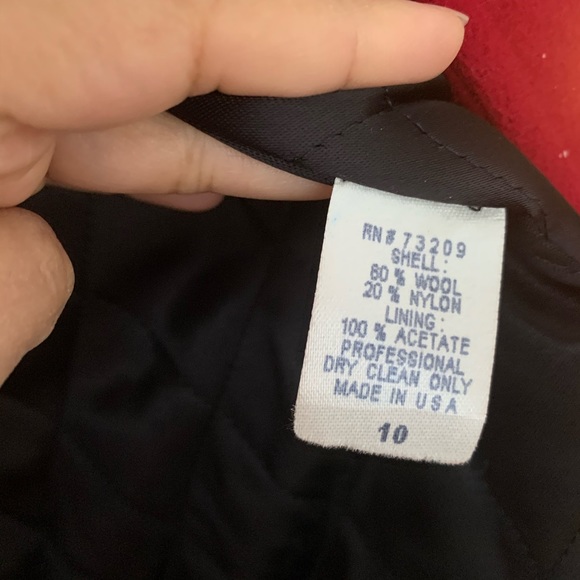 RN# 73209
SHELL:
80 % WOOL
20 % NYLON
LINING:
100 % ACETATE
PROFESSIONAL
DRY CLEAN ONLY
MADE IN USA
10